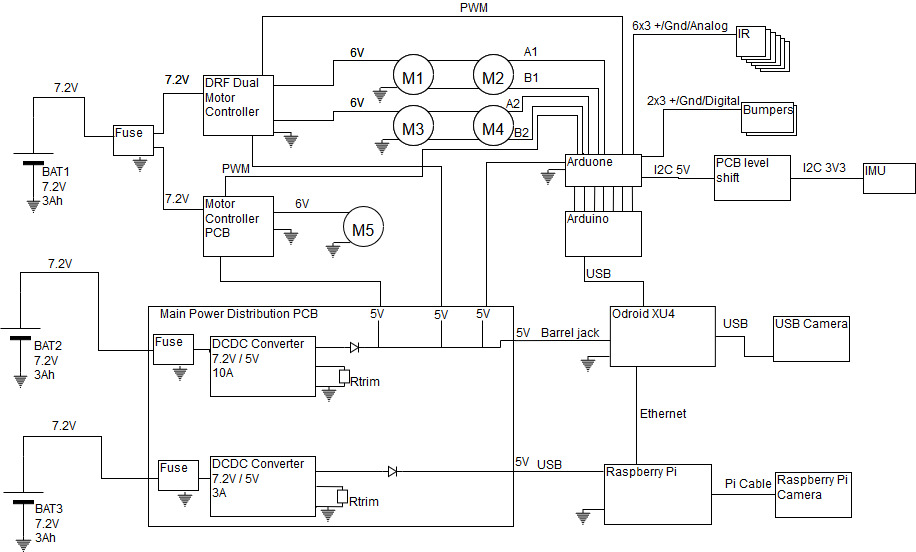 PWM
6x3 +/Gnd/Analog
IR
6V
A1
7.2V
7.2V
DRF Dual
Motor
Controller
M1
M2
B1
2x3 +/Gnd/Digital
Bumpers
6V
A2
Fuse
M3
M4
B2
BAT1
7.2V
3Ah
PWM
Arduone
I2C 5V
PCB level
shift
I2C 3V3
IMU
7.2V
Motor
Controller
PCB
6V
M5
Arduino
7.2V
USB
Main Power Distribution PCB
5V
5V
5V
Odroid XU4
USB
USB Camera
BAT2
7.2V
3Ah
Fuse
DCDC Converter
7.2V / 5V
10A
5V
Barrel jack
Rtrim
Ethernet
7.2V
Fuse
DCDC Converter
7.2V / 5V
3A
5V
USB
Raspberry Pi
Pi Cable
Raspberry Pi
Camera
Rtrim
BAT3
7.2V
3Ah